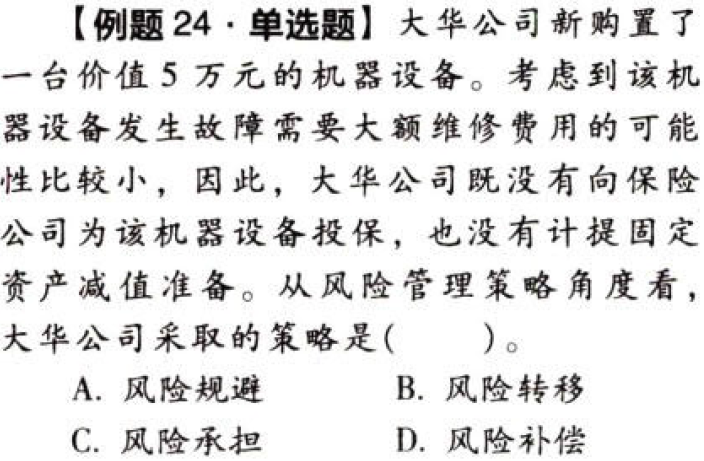 【例题 24·单选题】大华公司新购置了
一台价值 5 万元的机器设备。考虑到该机
器设备发生故障需要大额维修费用的可能
性比较小，因此，大华公司既没有向保险
公司为该机器设备投保，也没有计提固定
资产减值准备。从风险管理策略角度看，
大华公司采取的策略是(　　)。
A. 风险规避　　B. 风险转移
C. 风险承担　　D. 风险补偿